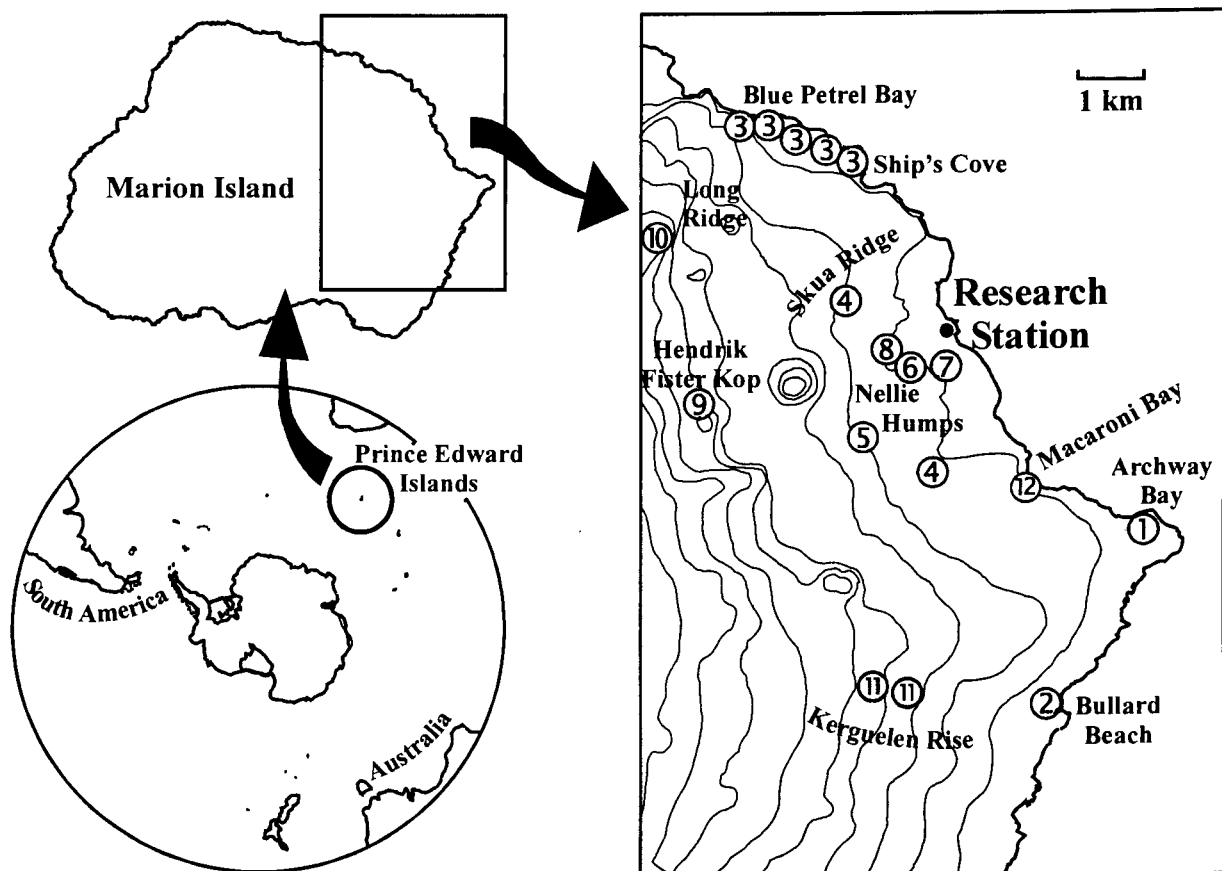 Marion Island
Prince Edward
Islands
South America
Australia
1 km
Blue Petrel Bay
3
3
3
3
3
Ship's Cove
Long
Ridge
10
Skua Ridge
4
Research
Station
Hendrik
Fister Kop
8
6
7
9
Nellie
Humps
5
4
Macaroni Bay
12
Archway
Bay
1
11
11
Kerguelen Rise
2
Bullard
Beach